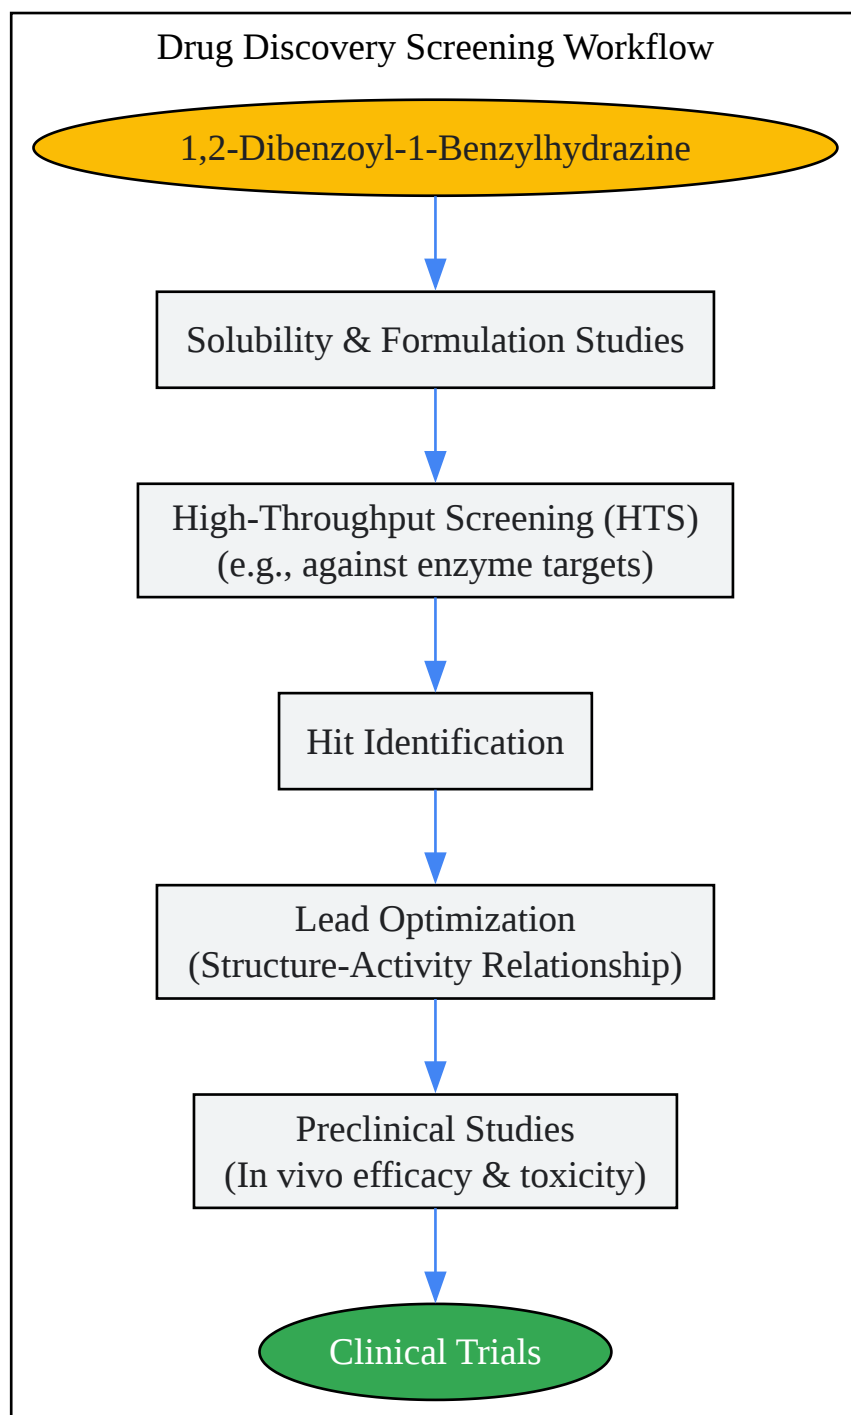 Drug Discovery Screening Workflow
1,2-Dibenzoyl-1-Benzylhydrazine
Solubility & Formulation Studies
High-Throughput Screening (HTS)
(e.g., against enzyme targets)
Hit Identification
Lead Optimization
(Structure-Activity Relationship)
Preclinical Studies
(In vivo efficacy & toxicity)
Clinical Trials